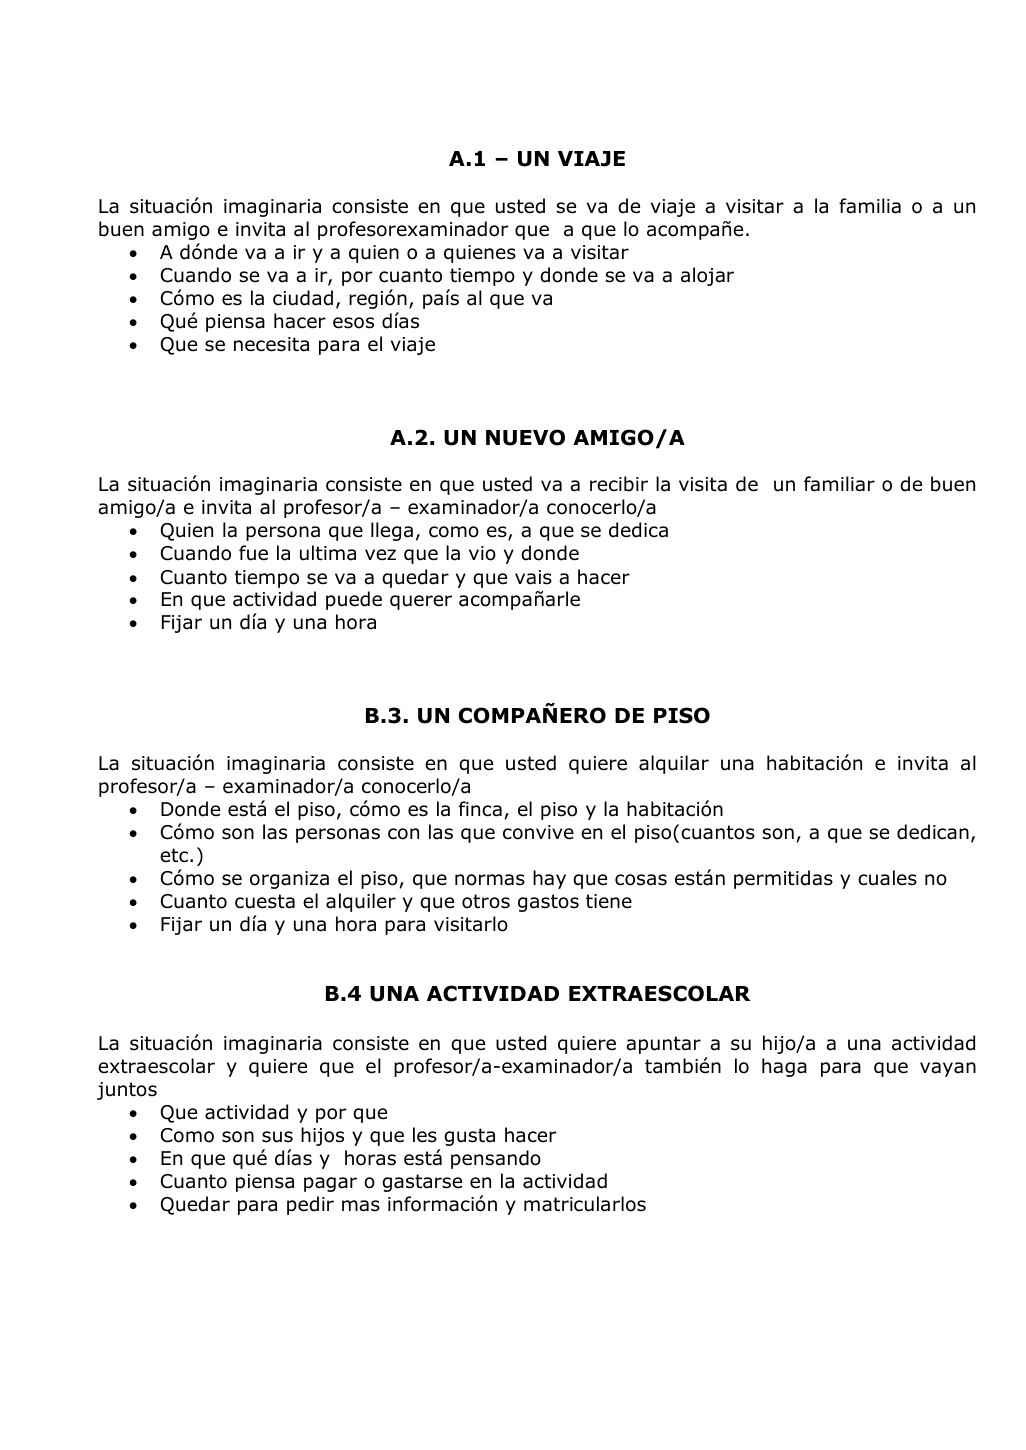 A.1 – UN VIAJE
La situación imaginaria consiste en que usted se va de viaje a visitar a la familia o a un
buen amigo e invita al profesorexaminador que  a que lo acompañe.
• A dónde va a ir y a quien o a quienes va a visitar
• Cuando se va a ir, por cuanto tiempo y donde se va a alojar
• Cómo es la ciudad, región, país al que va
• Qué piensa hacer esos días
• Que se necesita para el viaje
A.2. UN NUEVO AMIGO/A
La situación imaginaria consiste en que usted va a recibir la visita de  un familiar o de buen
amigo/a e invita al profesor/a – examinador/a conocerlo/a
• Quien la persona que llega, como es, a que se dedica
• Cuando fue la ultima vez que la vio y donde
• Cuanto tiempo se va a quedar y que vais a hacer
• En que actividad puede querer acompañarle
• Fijar un día y una hora
B.3. UN COMPAÑERO DE PISO
La situación imaginaria consiste en que usted quiere alquilar una habitación e invita al
profesor/a – examinador/a conocerlo/a
• Donde está el piso, cómo es la finca, el piso y la habitación
• Cómo son las personas con las que convive en el piso(cuantos son, a que se dedican,
etc.)
• Cómo se organiza el piso, que normas hay que cosas están permitidas y cuales no
• Cuanto cuesta el alquiler y que otros gastos tiene
• Fijar un día y una hora para visitarlo
B.4 UNA ACTIVIDAD EXTRAESCOLAR
La situación imaginaria consiste en que usted quiere apuntar a su hijo/a a una actividad
extraescolar y quiere que el profesor/a-examinador/a también lo haga para que vayan
juntos
• Que actividad y por que
• Como son sus hijos y que les gusta hacer
• En que qué días y  horas está pensando
• Cuanto piensa pagar o gastarse en la actividad
• Quedar para pedir mas información y matricularlos